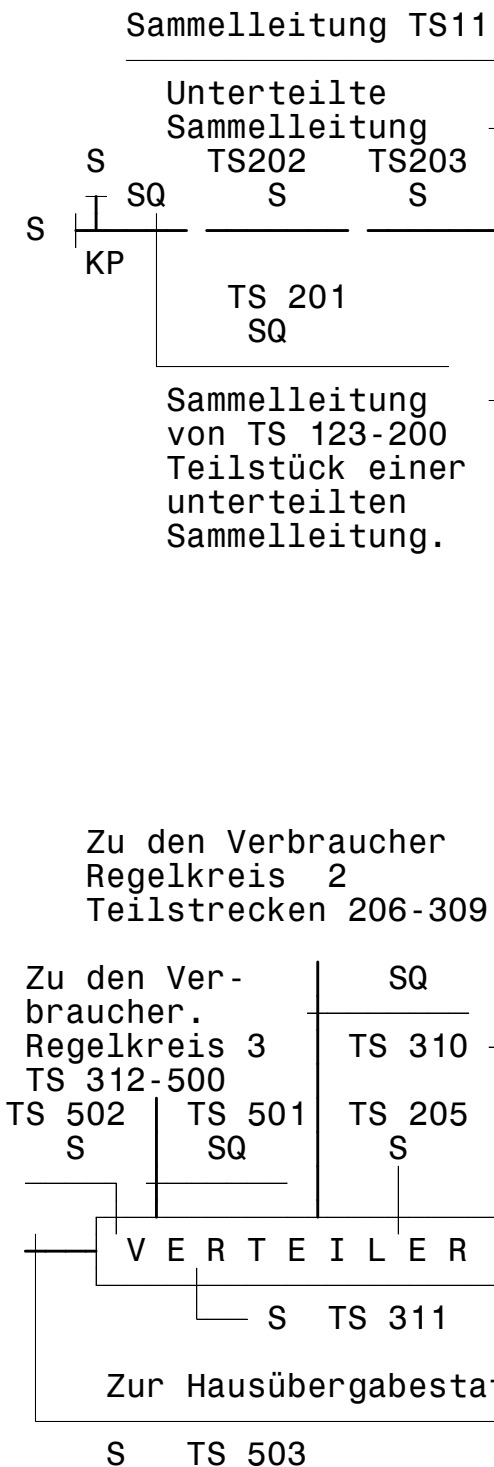 Sammelleitung TS11
Unterteilte
Sammelleitung
S TS202 TS203
SQ S S
S
KP
TS 201
SQ
Sammelleitung
von TS 123-200
Teilstück einer
unterteilten
Sammelleitung.
Zu den Verbraucher
Regelkreis 2
Teilstrecken 206-309
Zu den Ver-
braucher.
Regelkreis 3
TS 312-500
SQ
TS 310
TS 502 TS 501 TS 205
S SQ S
V E R T E I L E R
S TS 311
Zur
S TS 503